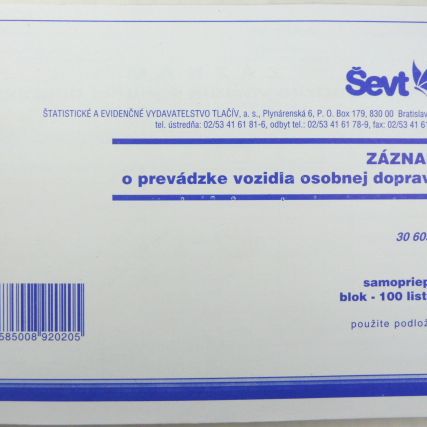 Ševt
ŠTATISTICKÉ A EVIDENČNÉ VYDAVATEĽSTVO TLAČÍV, a. s., Plynárenská 6, P. O. Box 179, 830 00 Bratislav
tel. ústredňa: 02/53 41 61 81-6, odbyt tel.: 02/53 41 61 78-9, fax: 02/53 41 6
ZÁZNA
o prevádzke vozidla osobnej doprav
30 60
samopriep
blok - 100 list
použite podlož
585008 920205